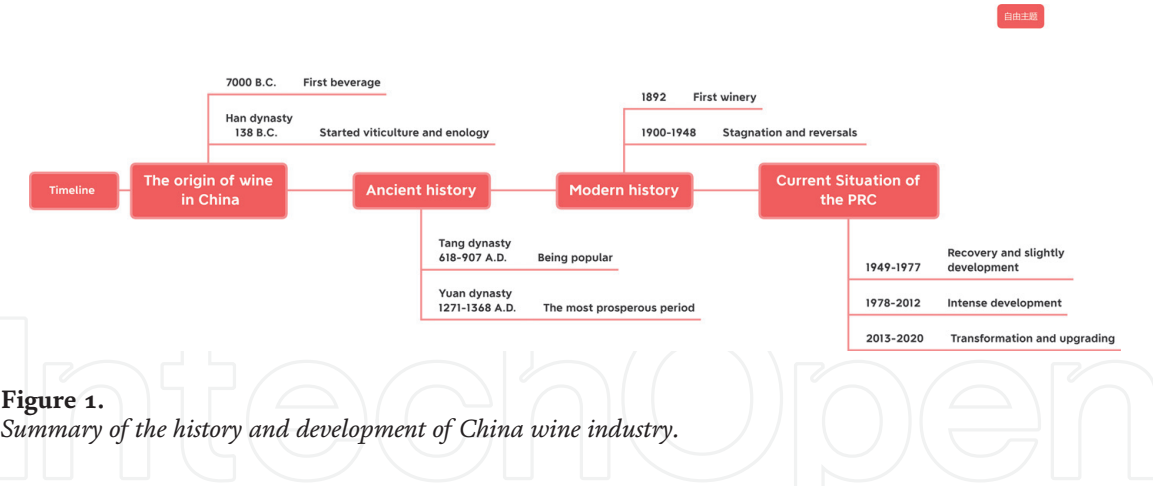 自由主题
7000 B.C. First beverage
Han dynasty
138 B.C. Started viticulture and enology
1892 First winery
1900-1948 Stagnation and reversals
Timeline
The origin of wine
in China
Ancient history
Modern history
Current Situation of
the PRC
Tang dynasty
618-907 A.D. Being popular
Yuan dynasty
1271-1368 A.D. The most prosperous period
Recovery and slightly
1949-1977 development
1978-2012 Intense development
2013-2020 Transformation and upgrading
IntechOpen
Figure 1.
Summary of the history and development of China wine industry.